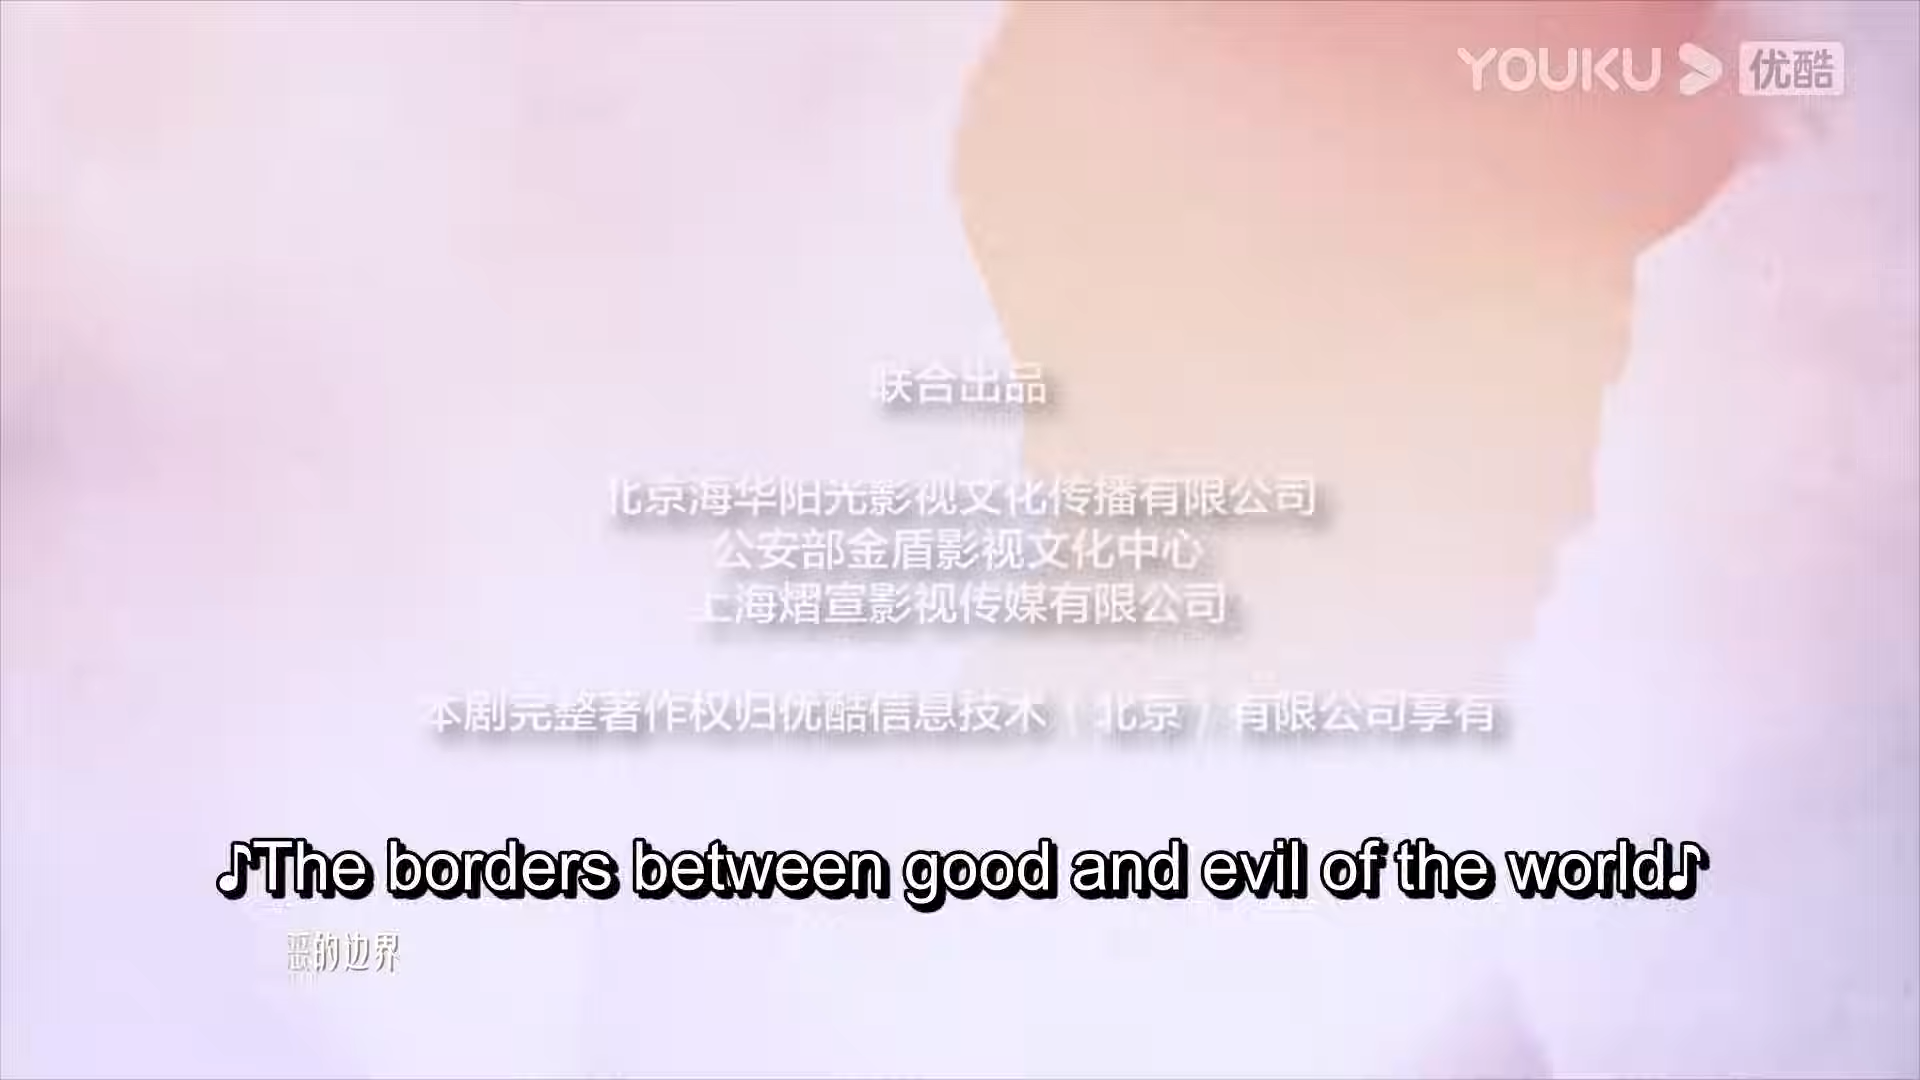 YOUKU 优酷
联合出品
北京海华阳光影视文化传播有限公司
公安部金盾影视文化中心
上海熠宣影视传媒有限公司
本剧完整著作权归优酷信息技术（北京）有限公司享有
♪The borders between good and evil of the world♪
的边界